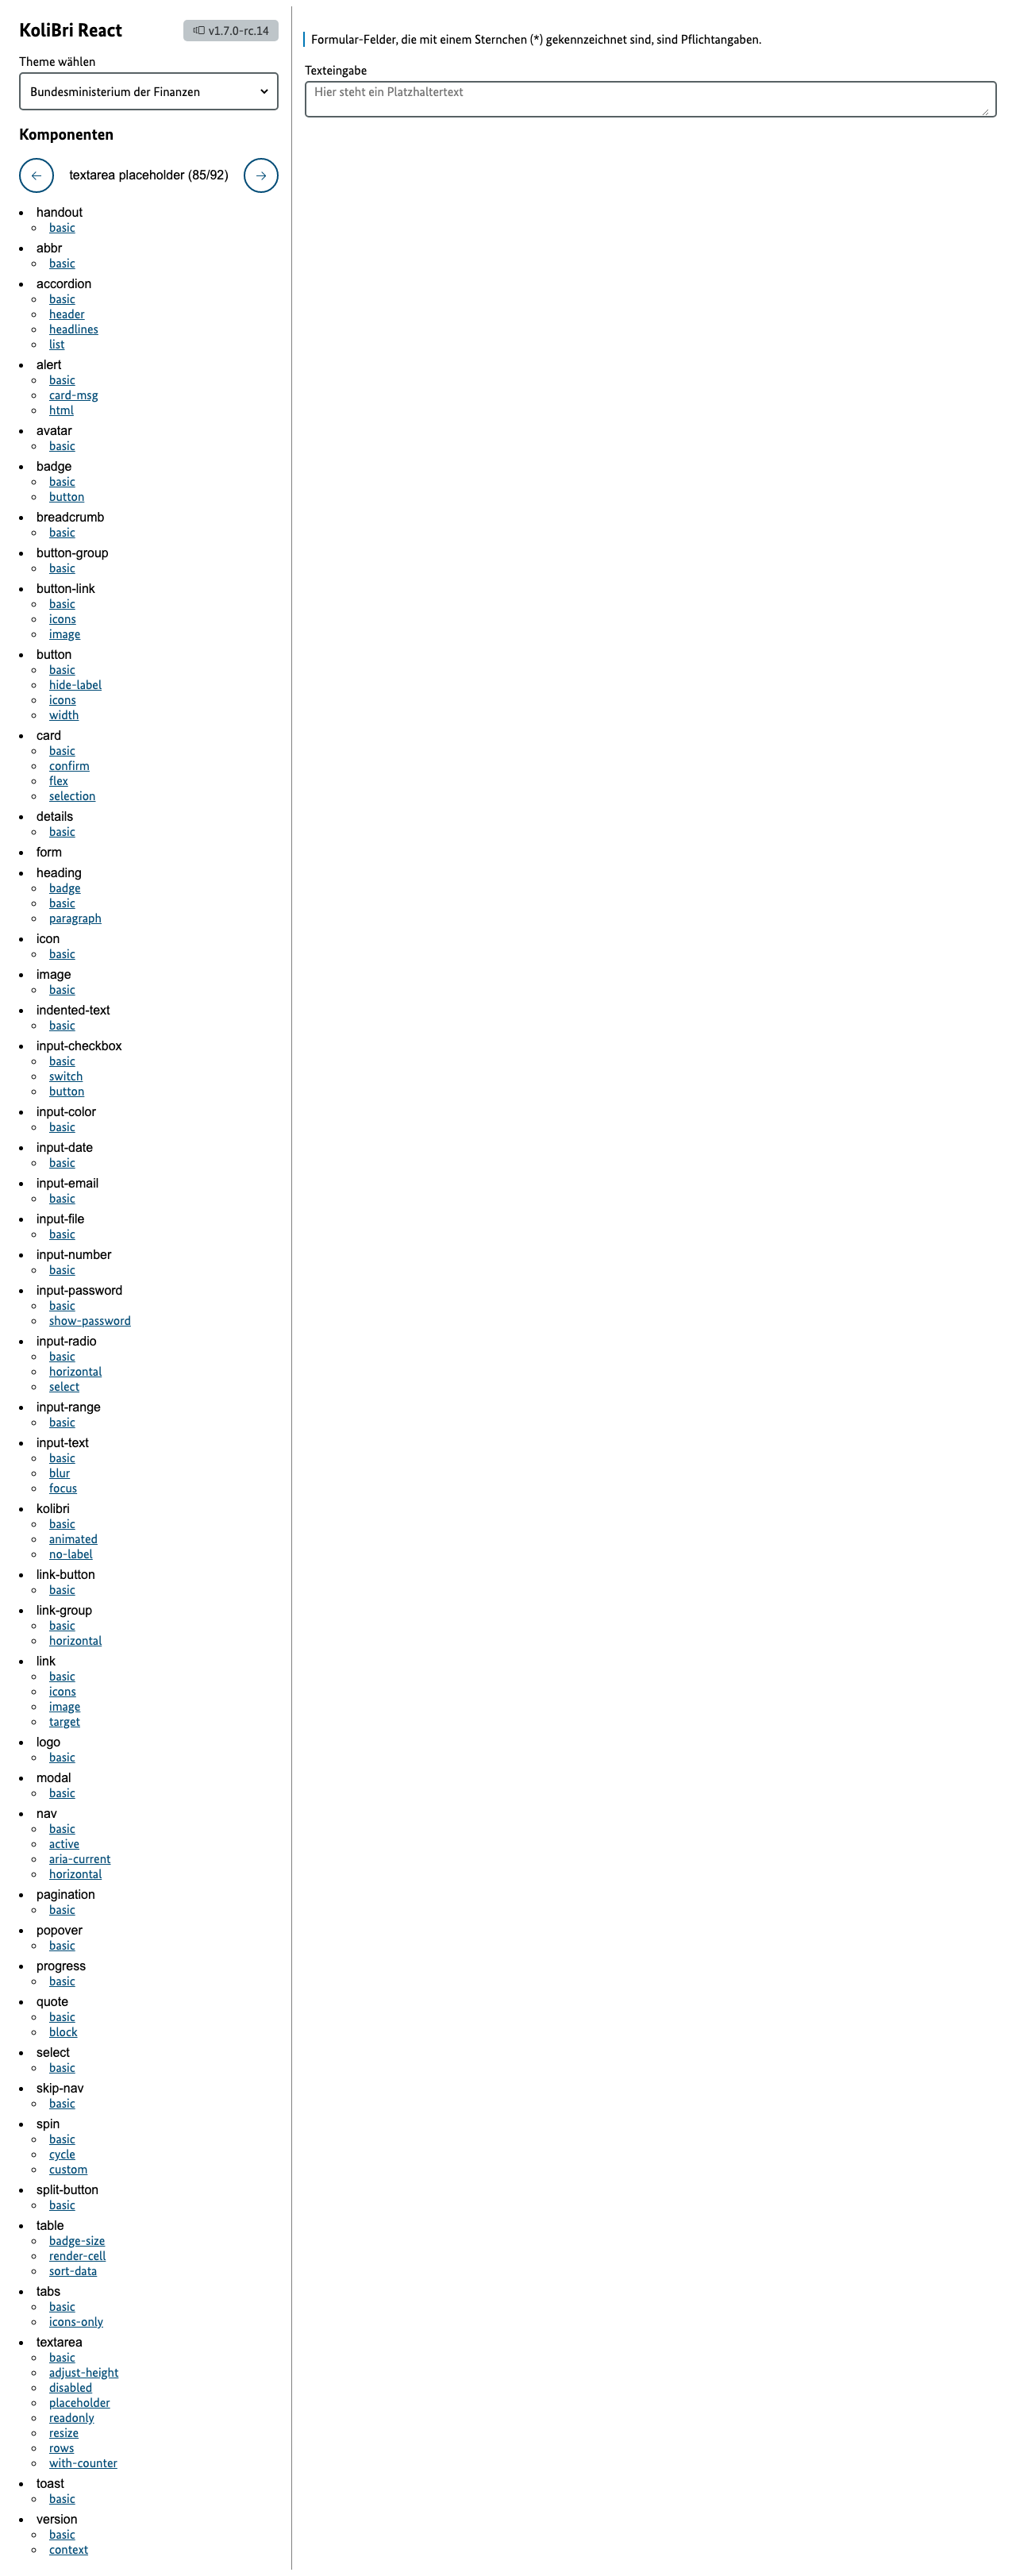 KoliBri React
v1.7.0-rc.14
Theme wählen
Bundesministerium der Finanzen
Komponenten
textarea placeholder (85/92)
handout
basic
abbr
basic
accordion
basic
header
headlines
list
alert
basic
card-msg
html
avatar
basic
badge
basic
button
breadcrumb
basic
button-group
basic
button-link
basic
icons
image
button
basic
hide-label
icons
width
card
basic
confirm
flex
selection
details
basic
form
heading
badge
basic
paragraph
icon
basic
image
basic
indented-text
basic
input-checkbox
basic
switch
button
input-color
basic
input-date
basic
input-email
basic
input-file
basic
input-number
basic
input-password
basic
show-password
input-radio
basic
horizontal
select
input-range
basic
input-text
basic
blur
focus
kolibri
basic
animated
no-label
link-button
basic
link-group
basic
horizontal
link
basic
icons
image
target
logo
basic
modal
basic
nav
basic
active
aria-current
horizontal
pagination
basic
popover
basic
progress
basic
quote
basic
block
select
basic
skip-nav
basic
spin
basic
cycle
custom
split-button
basic
table
badge-size
render-cell
sort-data
tabs
basic
icons-only
textarea
basic
adjust-height
disabled
placeholder
readonly
resize
rows
with-counter
toast
basic
version
basic
context
Formular-Felder, die mit einem Sternchen (*) gekennzeichnet sind, sind Pflichtangaben.
Texteingabe
Hier steht ein Platzhaltertext